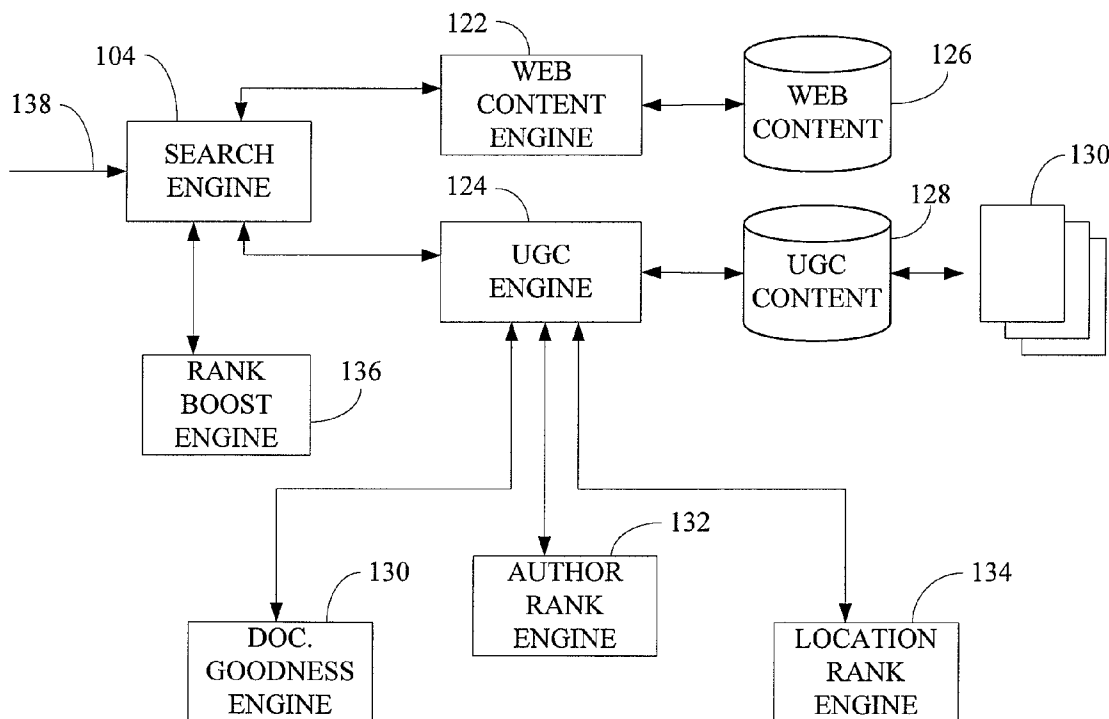 122
104
WEB
CONTENT
ENGINE
WEB
CONTENT
126
138
SEARCH
ENGINE
130
124
128
UGC
ENGINE
UGC
CONTENT
RANK
BOOST
ENGINE
136
132
130
AUTHOR
RANK
ENGINE
134
DOC.
GOODNESS
ENGINE
LOCATION
RANK
ENGINE